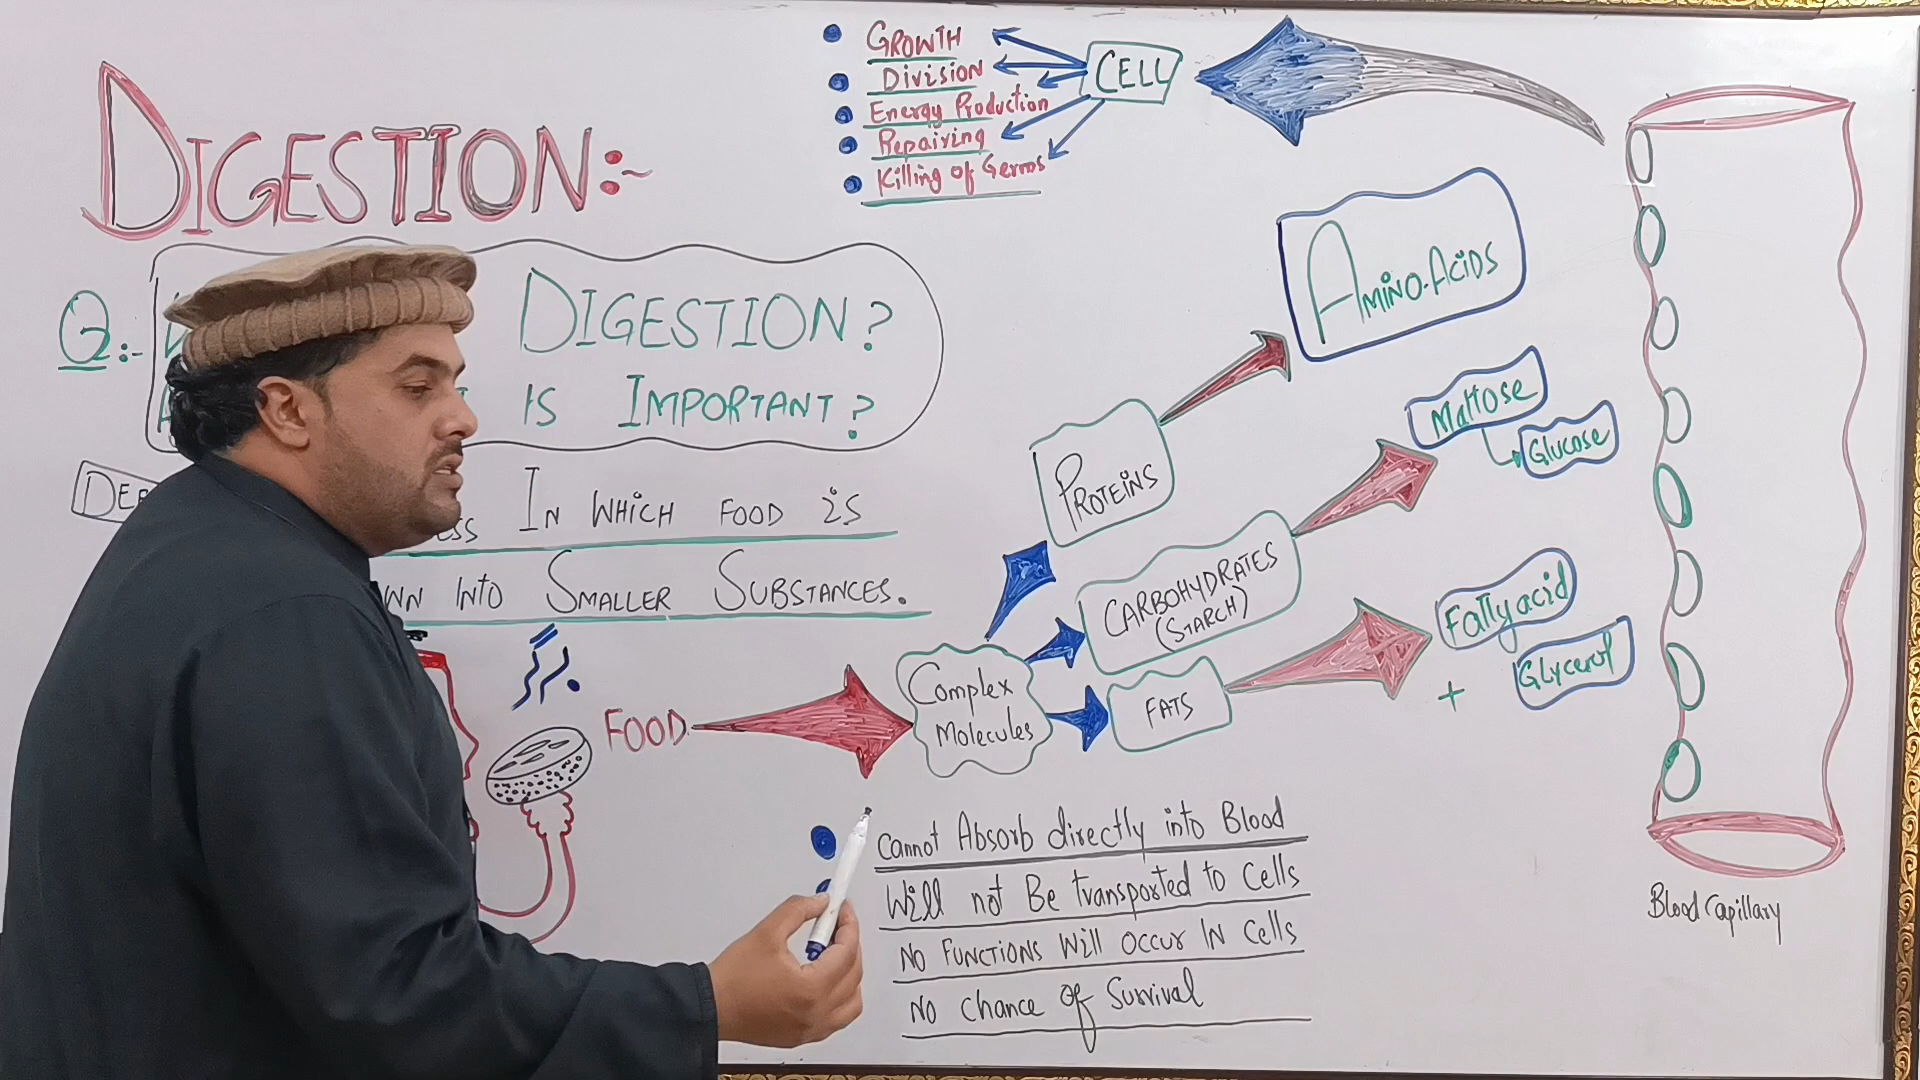 DIGESTION:~
GROWTH
Division
Energy Production
Repairing
Killing of Germs
CELL
Q:- DIGESTION?
IS IMPORTANT?
IN WHICH FOOD iS
INTO SMALLER SUBSTANCES.
FOOD
Complex
Molecules
PROTEINS
CARBOHYDRATES
(STARCH)
FATS
AMINO-ACIDS
Maltose
Glucose
Fatty acid
+ Glycerol
Cannot Absorb directly into Blood
Will not Be transported to Cells
NO FUNCTIONS Will OCCUR IN Cells
NO Chance Of Survival
Blood Capillary